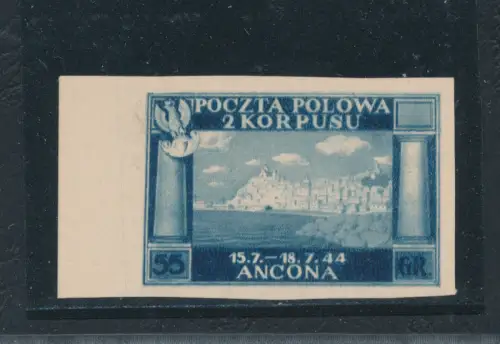 POCZTA POLOWA
2 KORPUSU
15.7.—18.7.44
55 ANCONA GR.